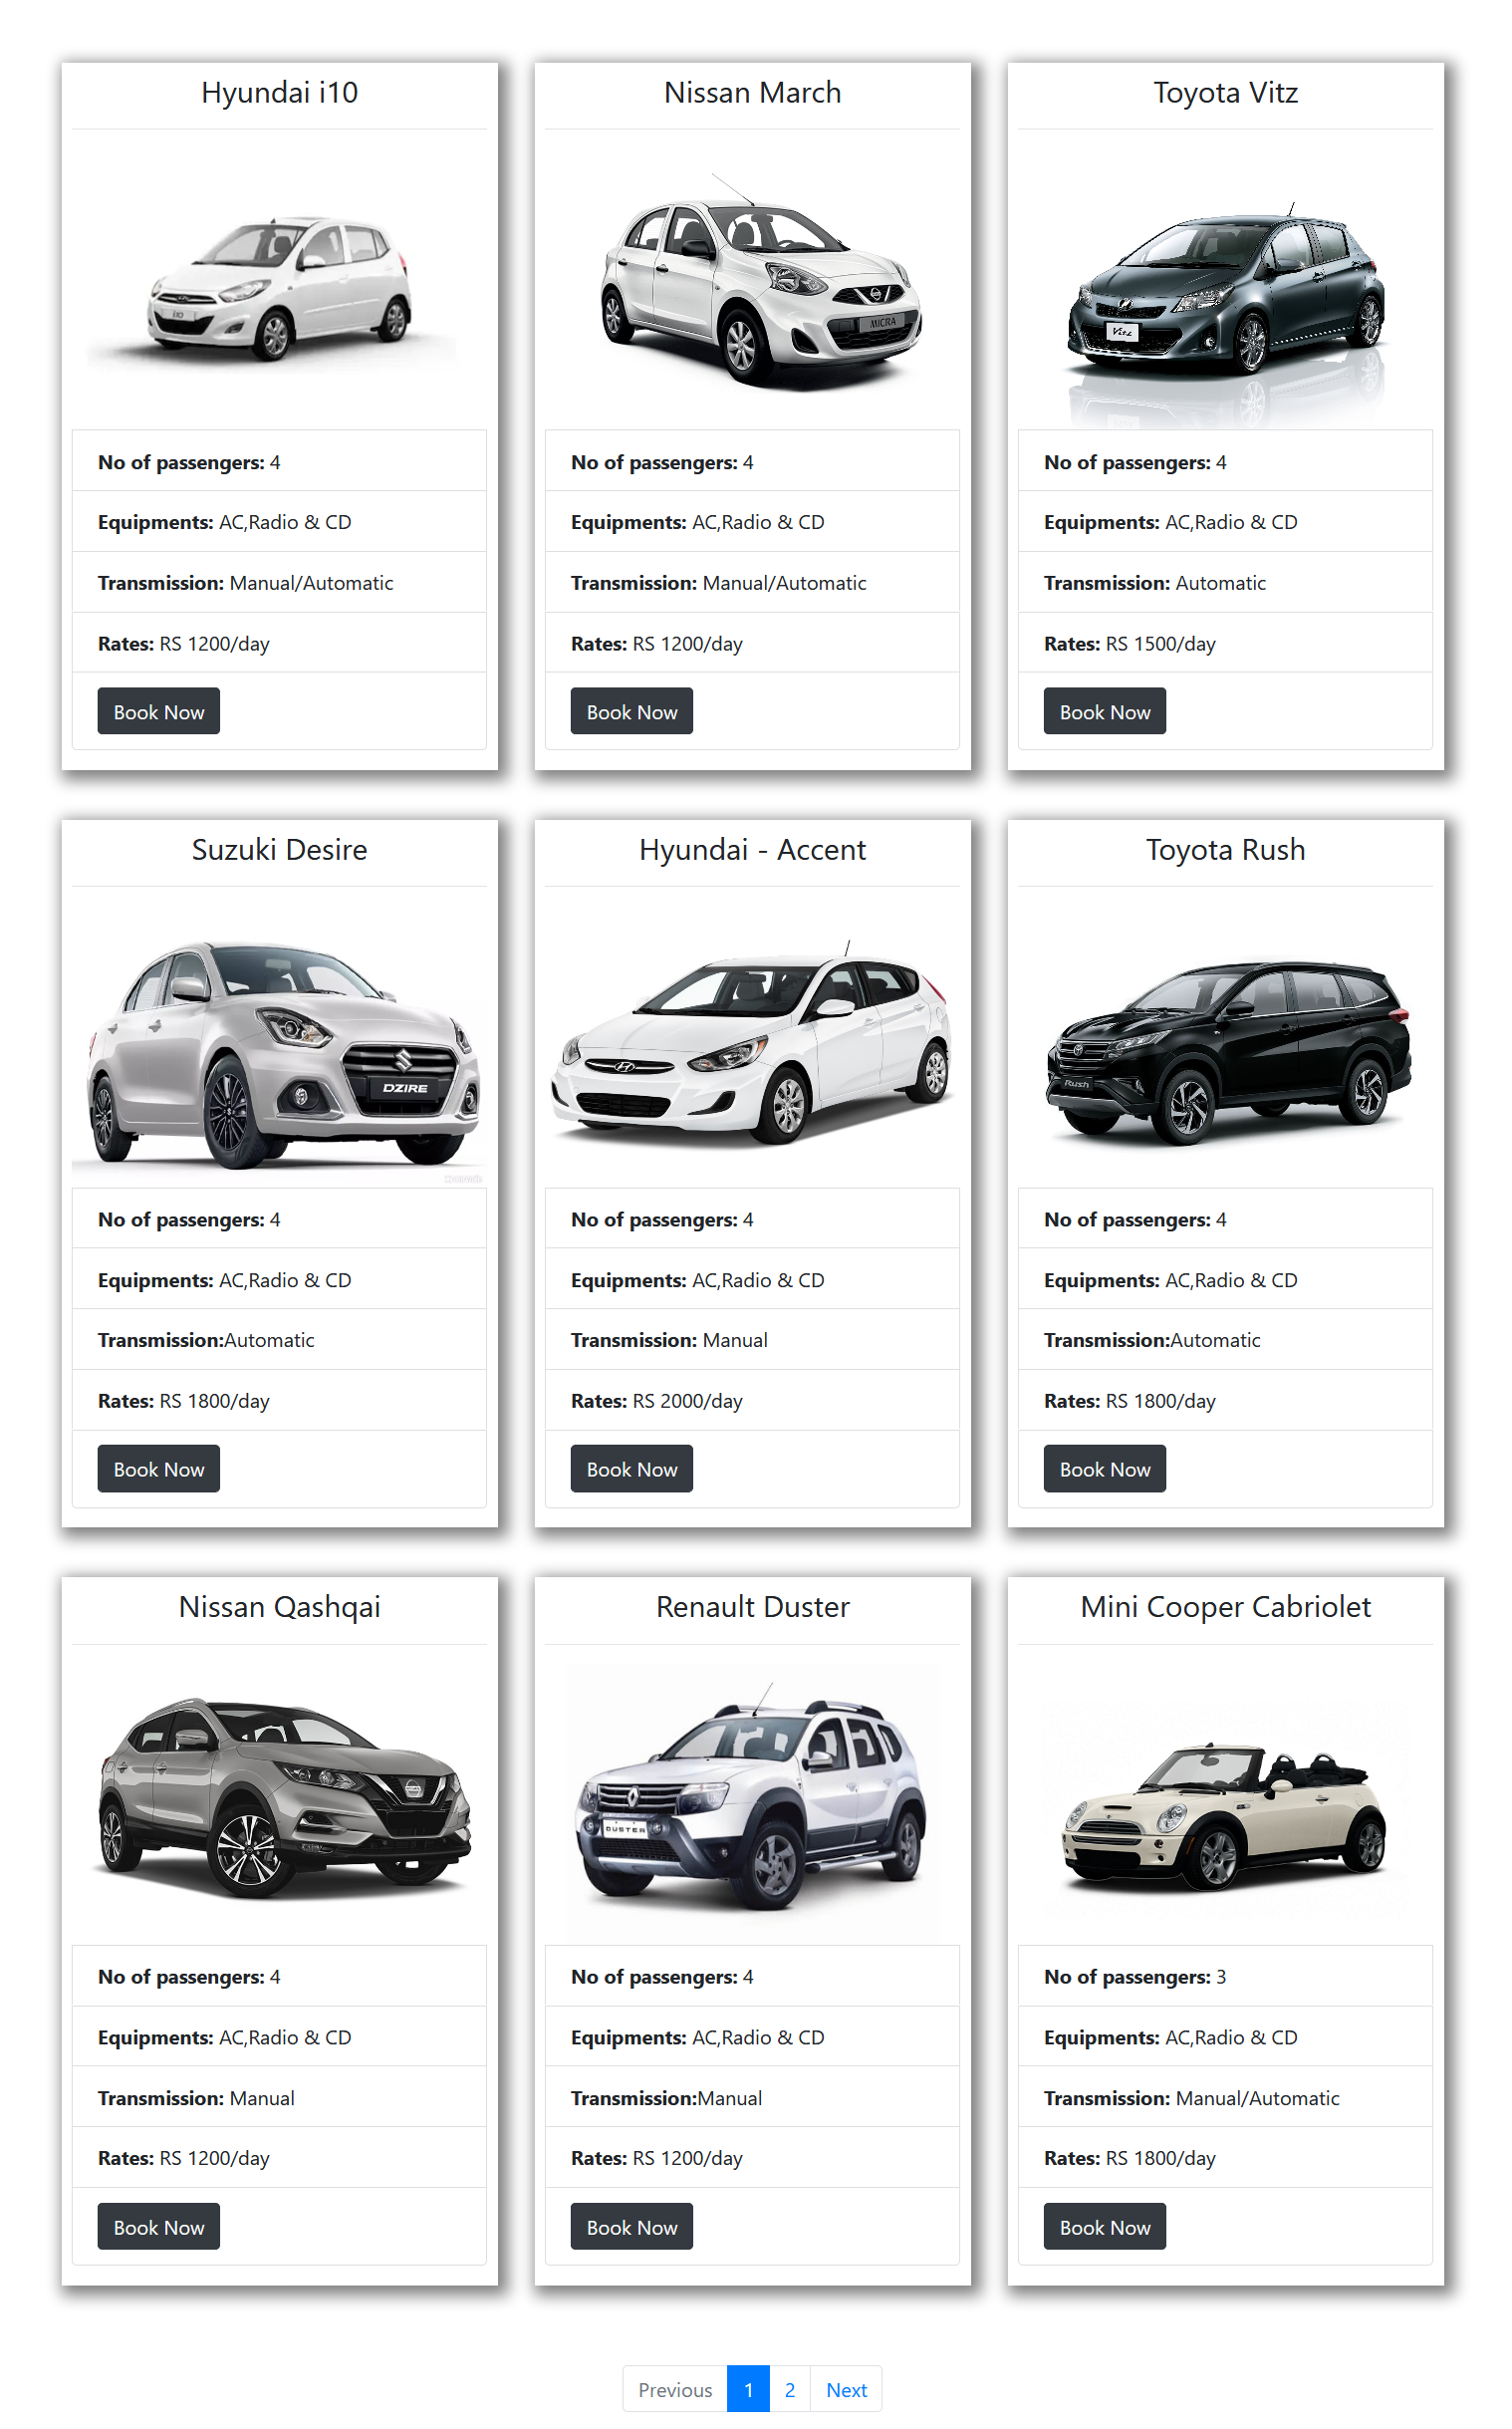 Hyundai i10
i10
No of passengers: 4
Equipments: AC,Radio & CD
Transmission: Manual/Automatic
Rates: RS 1200/day
Book Now
Nissan March
MICRA
No of passengers: 4
Equipments: AC,Radio & CD
Transmission: Manual/Automatic
Rates: RS 1200/day
Book Now
Toyota Vitz
Vitz
No of passengers: 4
Equipments: AC,Radio & CD
Transmission: Automatic
Rates: RS 1500/day
Book Now
Suzuki Desire
DZIRE
No of passengers: 4
Equipments: AC,Radio & CD
Transmission:Automatic
Rates: RS 1800/day
Book Now
Hyundai - Accent
No of passengers: 4
Equipments: AC,Radio & CD
Transmission: Manual
Rates: RS 2000/day
Book Now
Toyota Rush
Rush
No of passengers: 4
Equipments: AC,Radio & CD
Transmission:Automatic
Rates: RS 1800/day
Book Now
Nissan Qashqai
No of passengers: 4
Equipments: AC,Radio & CD
Transmission: Manual
Rates: RS 1200/day
Book Now
Renault Duster
DUSTER
No of passengers: 4
Equipments: AC,Radio & CD
Transmission:Manual
Rates: RS 1200/day
Book Now
Mini Cooper Cabriolet
No of passengers: 3
Equipments: AC,Radio & CD
Transmission: Manual/Automatic
Rates: RS 1800/day
Book Now
Previous 1 2 Next